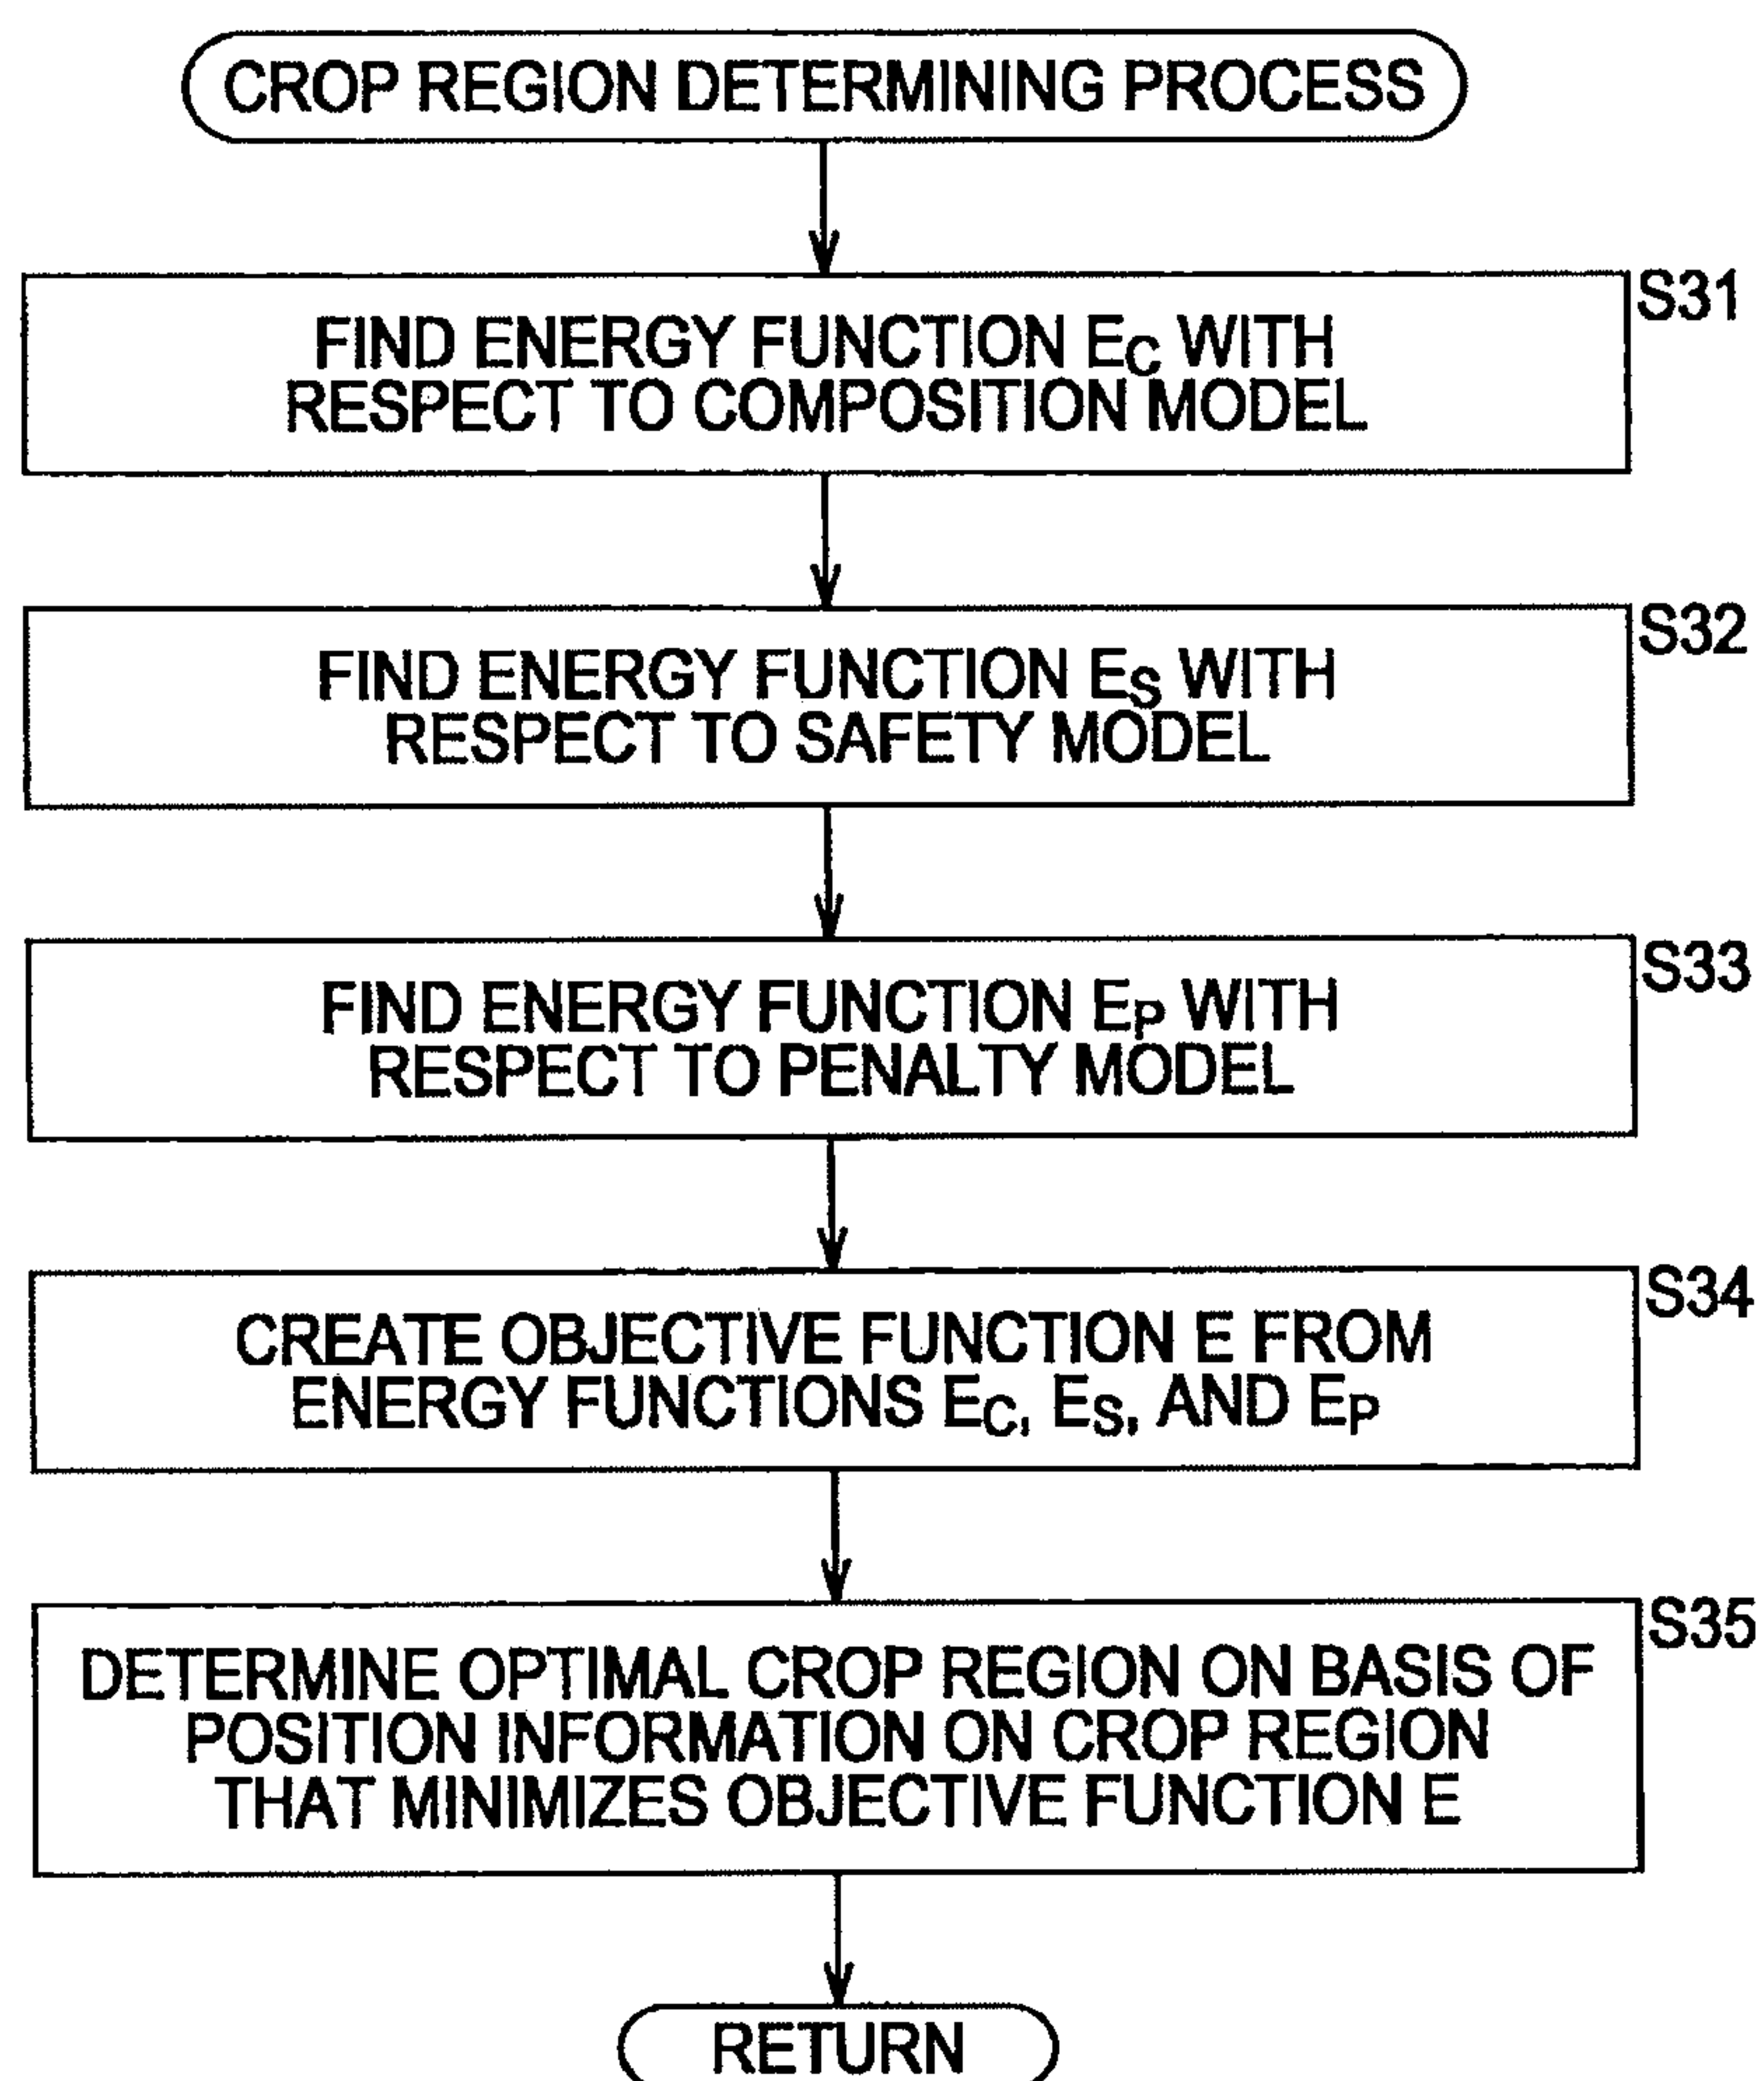 CROP REGION DETERMINING PROCESS
S31
FIND ENERGY FUNCTION EC WITH
RESPECT TO COMPOSITION MODEL
S32
FIND ENERGY FUNCTION ES WITH
RESPECT TO SAFETY MODEL
S33
FIND ENERGY FUNCTION EP WITH
RESPECT TO PENALTY MODEL
S34
CREATE OBJECTIVE FUNCTION E FROM
ENERGY FUNCTIONS EC, ES, AND EP
S35
DETERMINE OPTIMAL CROP REGION ON BASIS OF
POSITION INFORMATION ON CROP REGION
THAT MINIMIZES OBJECTIVE FUNCTION E
RETURN